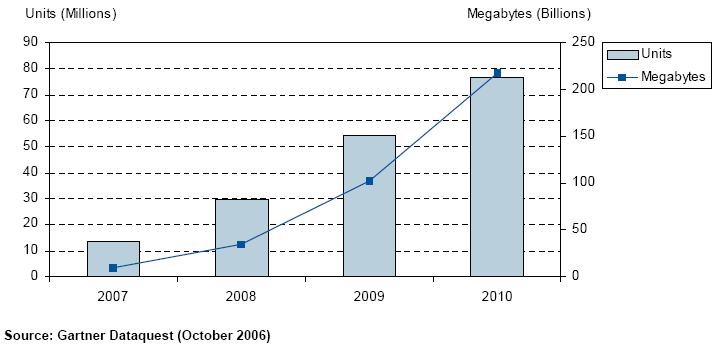 Units (Millions) Megabytes (Billions)
90 250
80
70 200
60 150
50
40 100
30
20 50
10
0 0
2007 2008 2009 2010
Units
Megabytes
Source: Gartner Dataquest (October 2006)